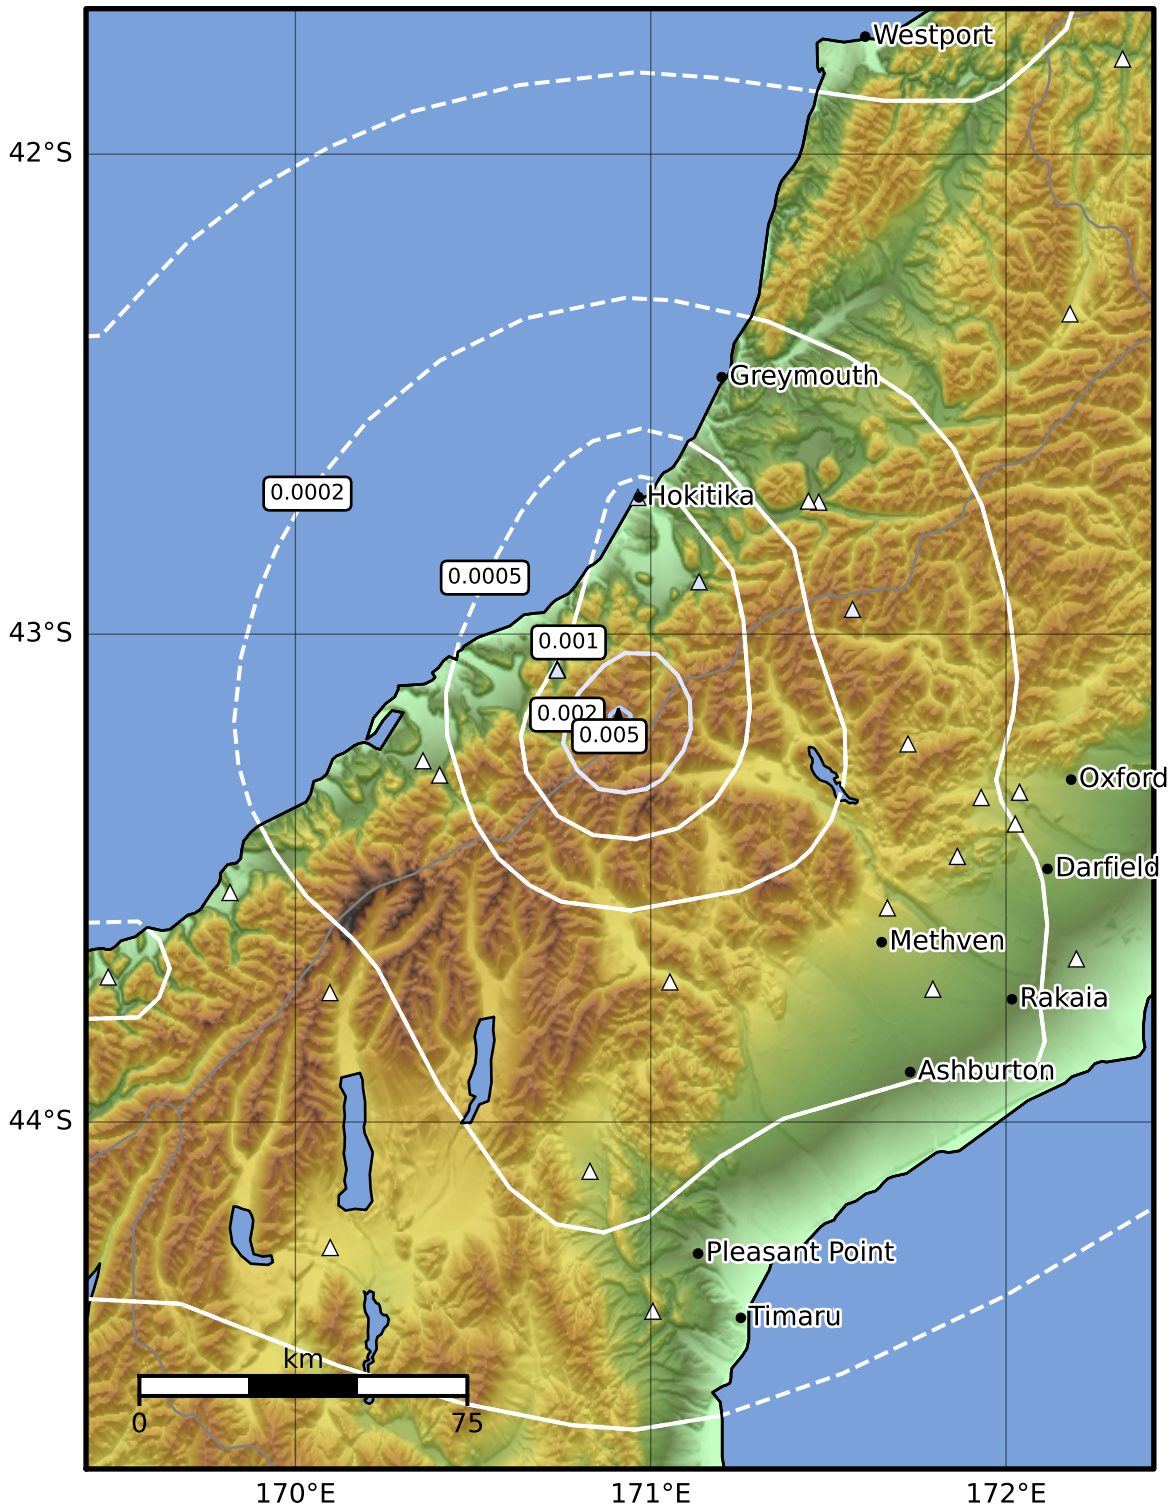 Westport
42°S
Greymouth
0.0002
Hokitika
0.0005
43°S
0.001
0.002
0.005
Oxford
Darfield
Methven
Rakaia
Ashburton
44°S
Pleasant Point
Timaru
km
0 75
170°E 171°E 172°E